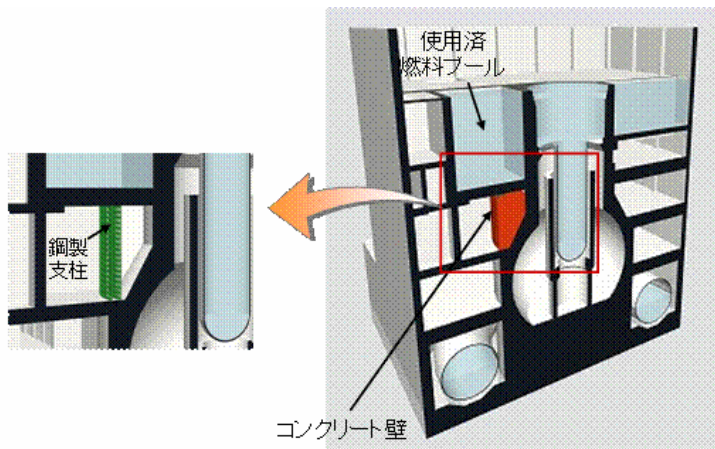 使用済
燃料プール
鋼製
支柱
コンクリート壁